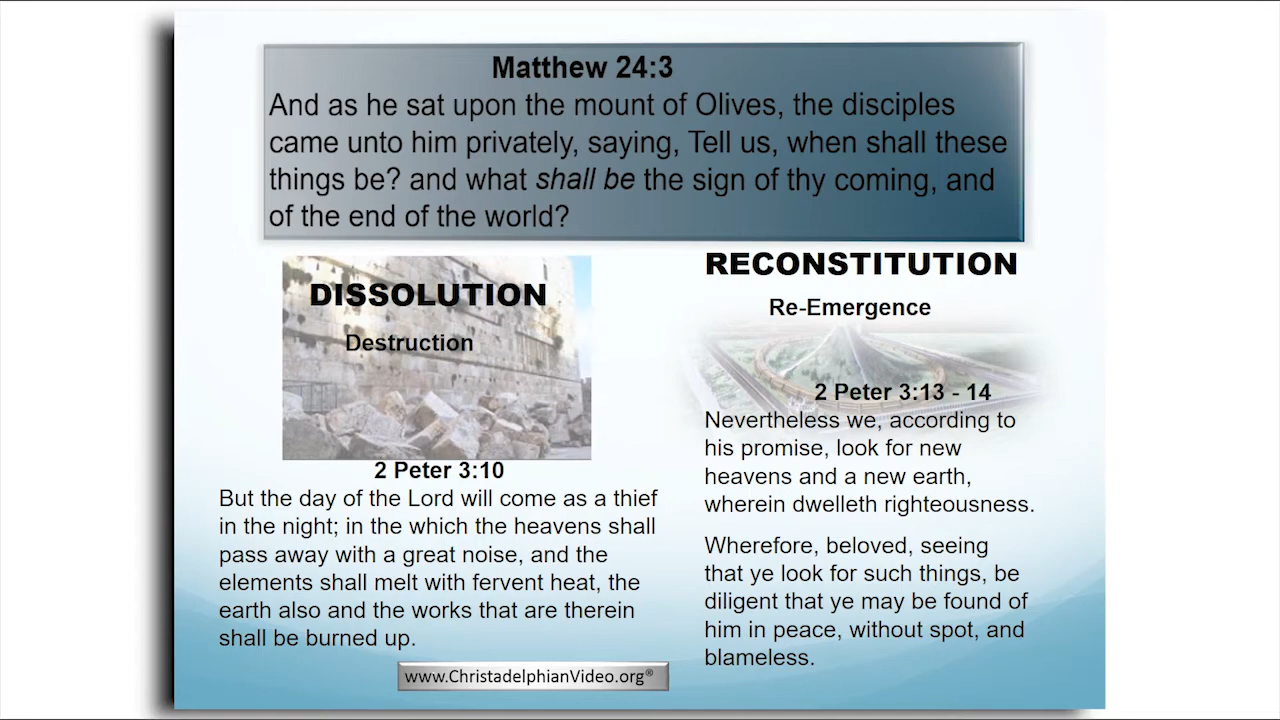 Matthew 24:3
And as he sat upon the mount of Olives, the disciples
came unto him privately, saying, Tell us, when shall these
things be? and what shall be the sign of thy coming, and
of the end of the world?
DISSOLUTION
Destruction
2 Peter 3:10
But the day of the Lord will come as a thief
in the night; in the which the heavens shall
pass away with a great noise, and the
elements shall melt with fervent heat, the
earth also and the works that are therein
shall be burned up.
RECONSTITUTION
Re-Emergence
2 Peter 3:13 - 14
Nevertheless we, according to
his promise, look for new
heavens and a new earth,
wherein dwelleth righteousness.
Wherefore, beloved, seeing
that ye look for such things, be
diligent that ye may be found of
him in peace, without spot, and
blameless.
www.ChristadelphianVideo.org®